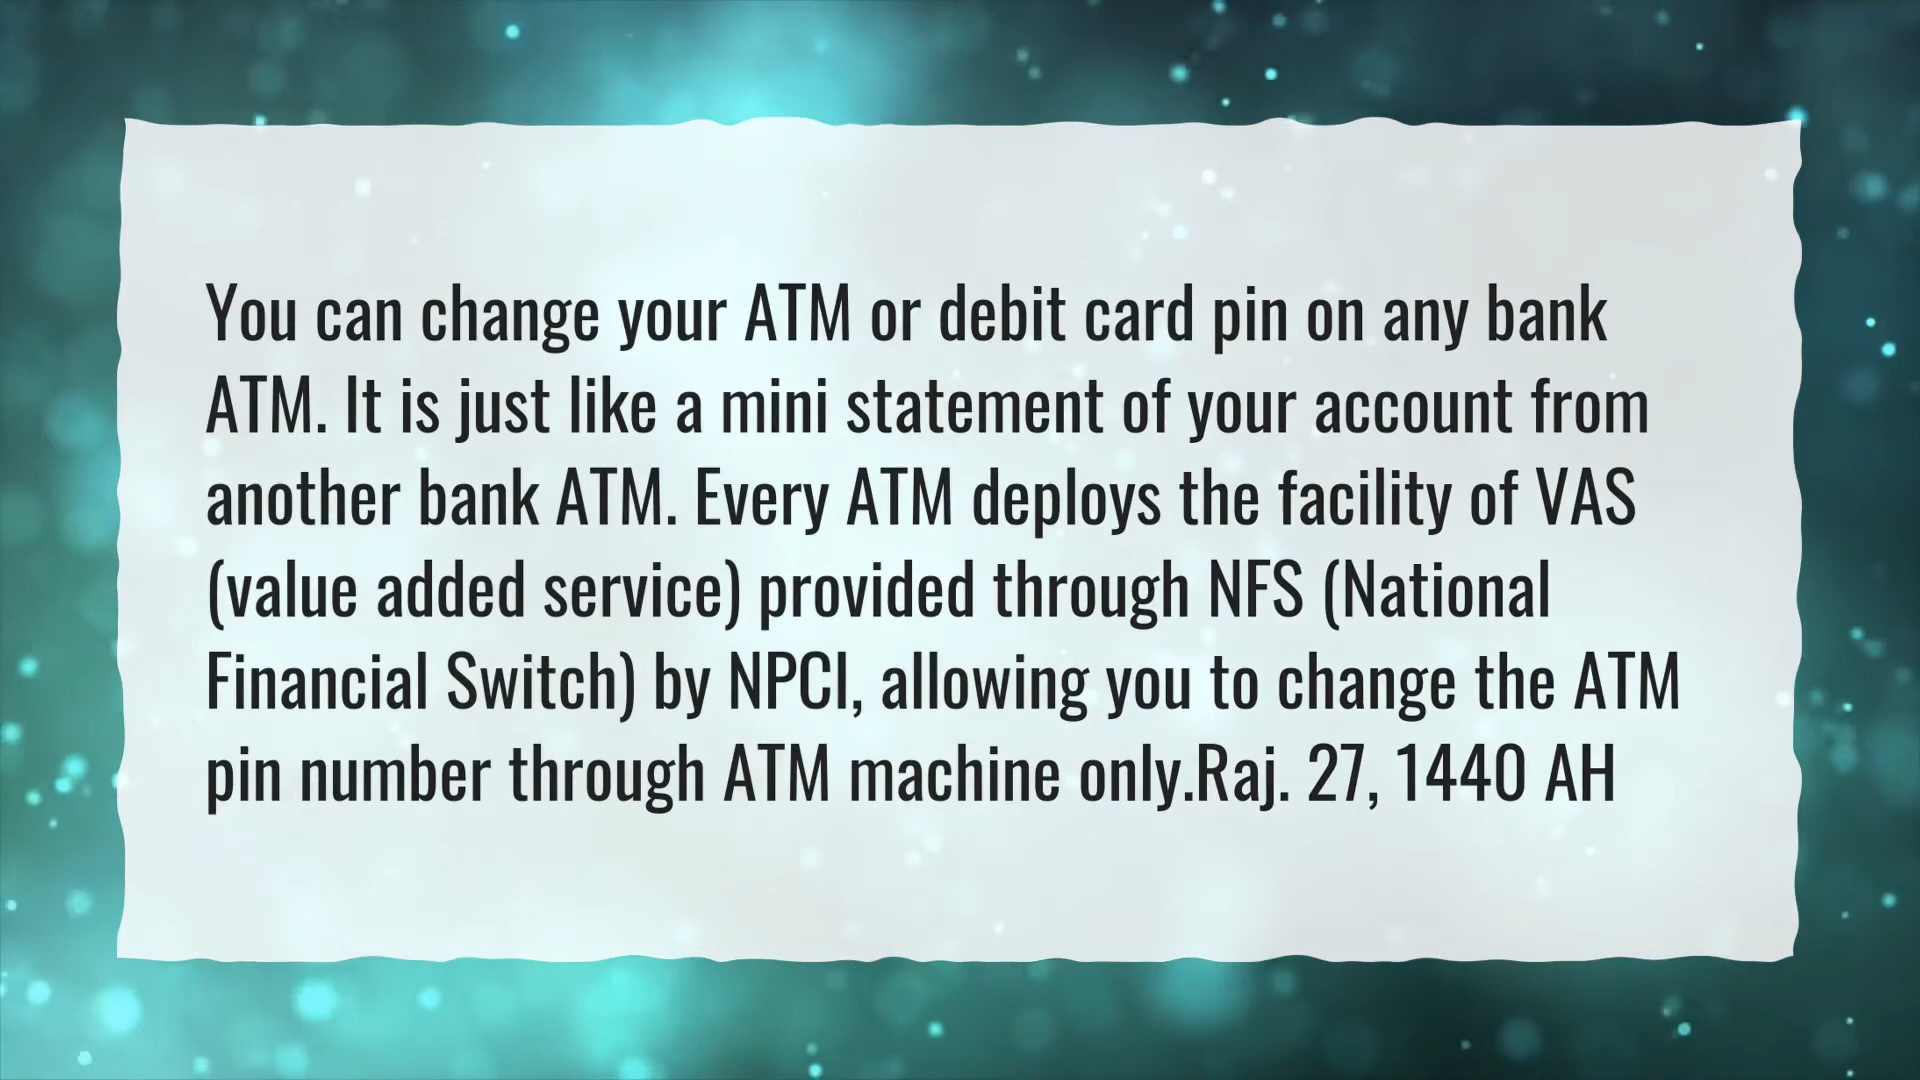 You can change your ATM or debit card pin on any bank
ATM. It is just like a mini statement of your account from
another bank ATM. Every ATM deploys the facility of VAS
(value added service) provided through NFS (National
Financial Switch) by NPCI, allowing you to change the ATM
pin number through ATM machine only.Raj. 27, 1440 AH